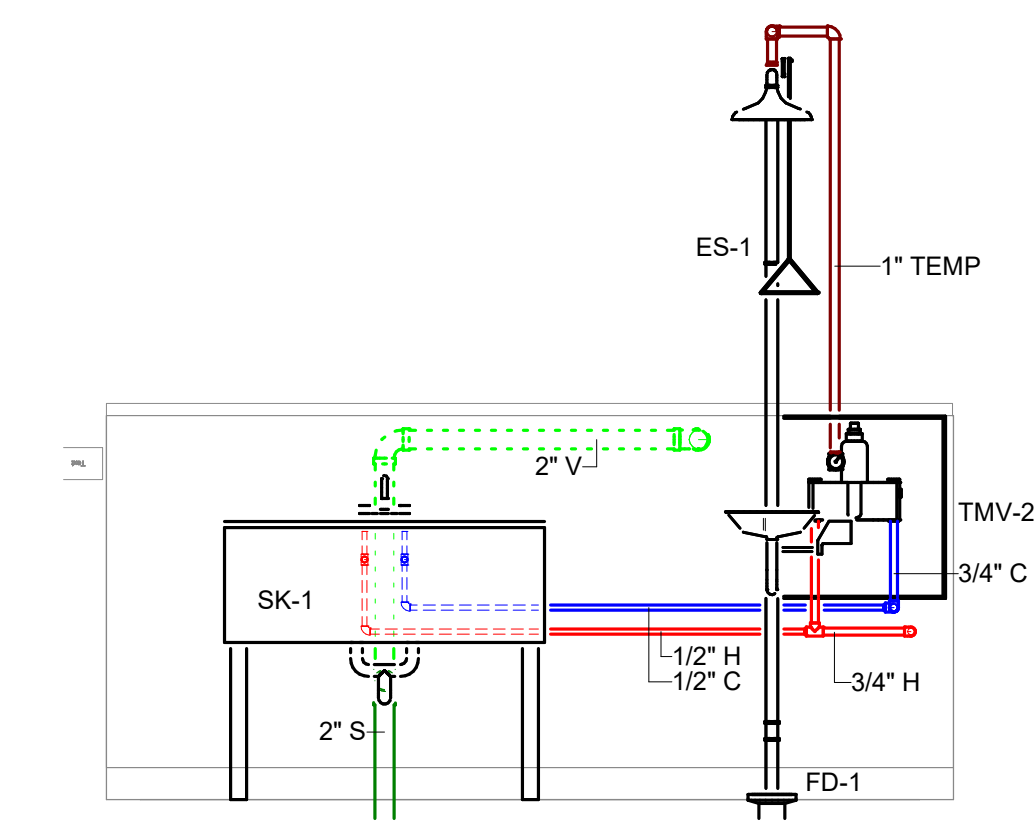 ES-1
1" TEMP
2" V
TMV-2
3/4" C
SK-1
1/2" H
1/2" C
3/4" H
2" S
FD-1